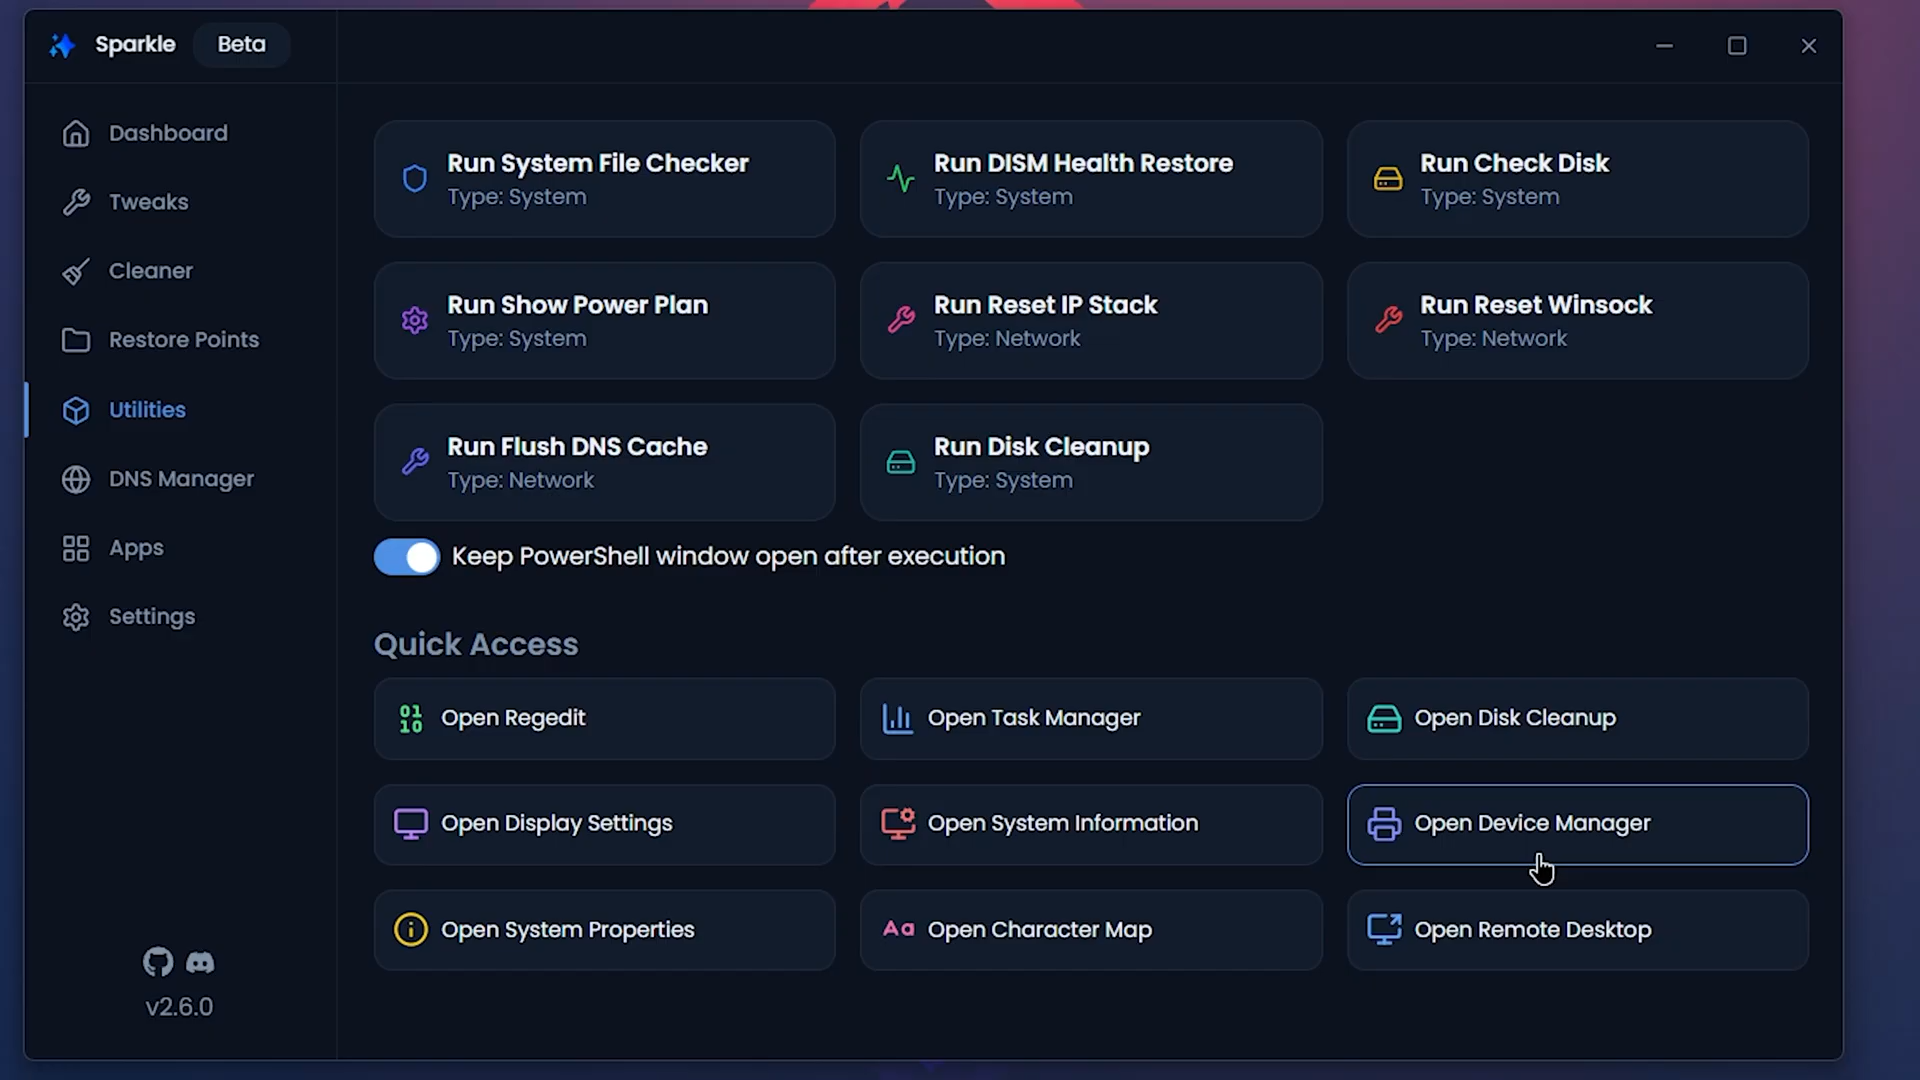 Sparkle
Beta
Dashboard
Tweaks
Cleaner
Restore Points
Utilities
DNS Manager
Apps
Settings
v2.6.0
Run System File Checker
Type: System
Run DISM Health Restore
Type: System
Run Check Disk
Type: System
Run Show Power Plan
Type: System
Run Reset IP Stack
Type: Network
Run Reset Winsock
Type: Network
Run Flush DNS Cache
Type: Network
Run Disk Cleanup
Type: System
Keep PowerShell window open after execution
Quick Access
01
10
Open Regedit
Open Task Manager
Open Disk Cleanup
Open Display Settings
Open System Information
Open Device Manager
Open System Properties
Aa Open Character Map
Open Remote Desktop